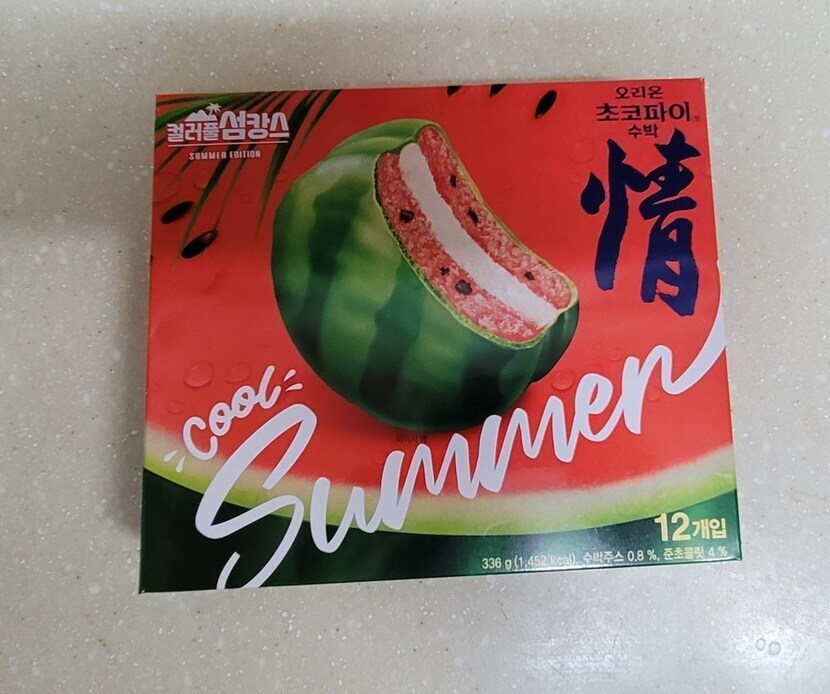 컬러풀 섬캉스
SUMMER EDITION
오리온
초코파이
수박
情
cool
Summer
12개입
336 g (1,452 kcal), 수박주스 0.8 %, 준초콜릿 4 %